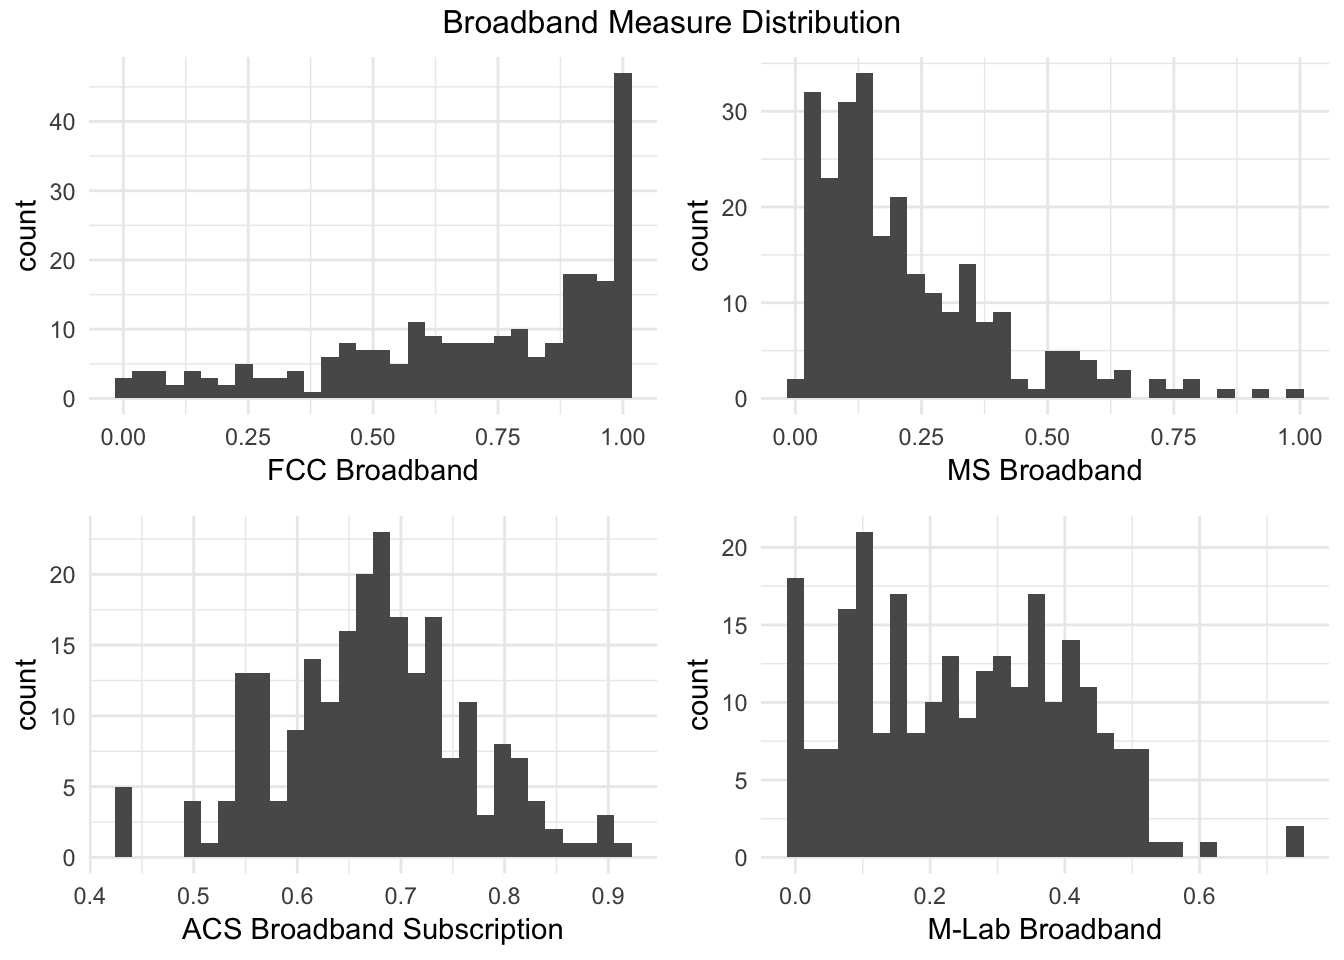 Broadband Measure Distribution
count
40
30
20
10
0
0.00 0.25 0.50 0.75 1.00
FCC Broadband
count
30
20
10
0
0.00 0.25 0.50 0.75 1.00
MS Broadband
count
20
15
10
5
0
0.4 0.5 0.6 0.7 0.8 0.9
ACS Broadband Subscription
count
20
15
10
5
0
0.0 0.2 0.4 0.6
M-Lab Broadband